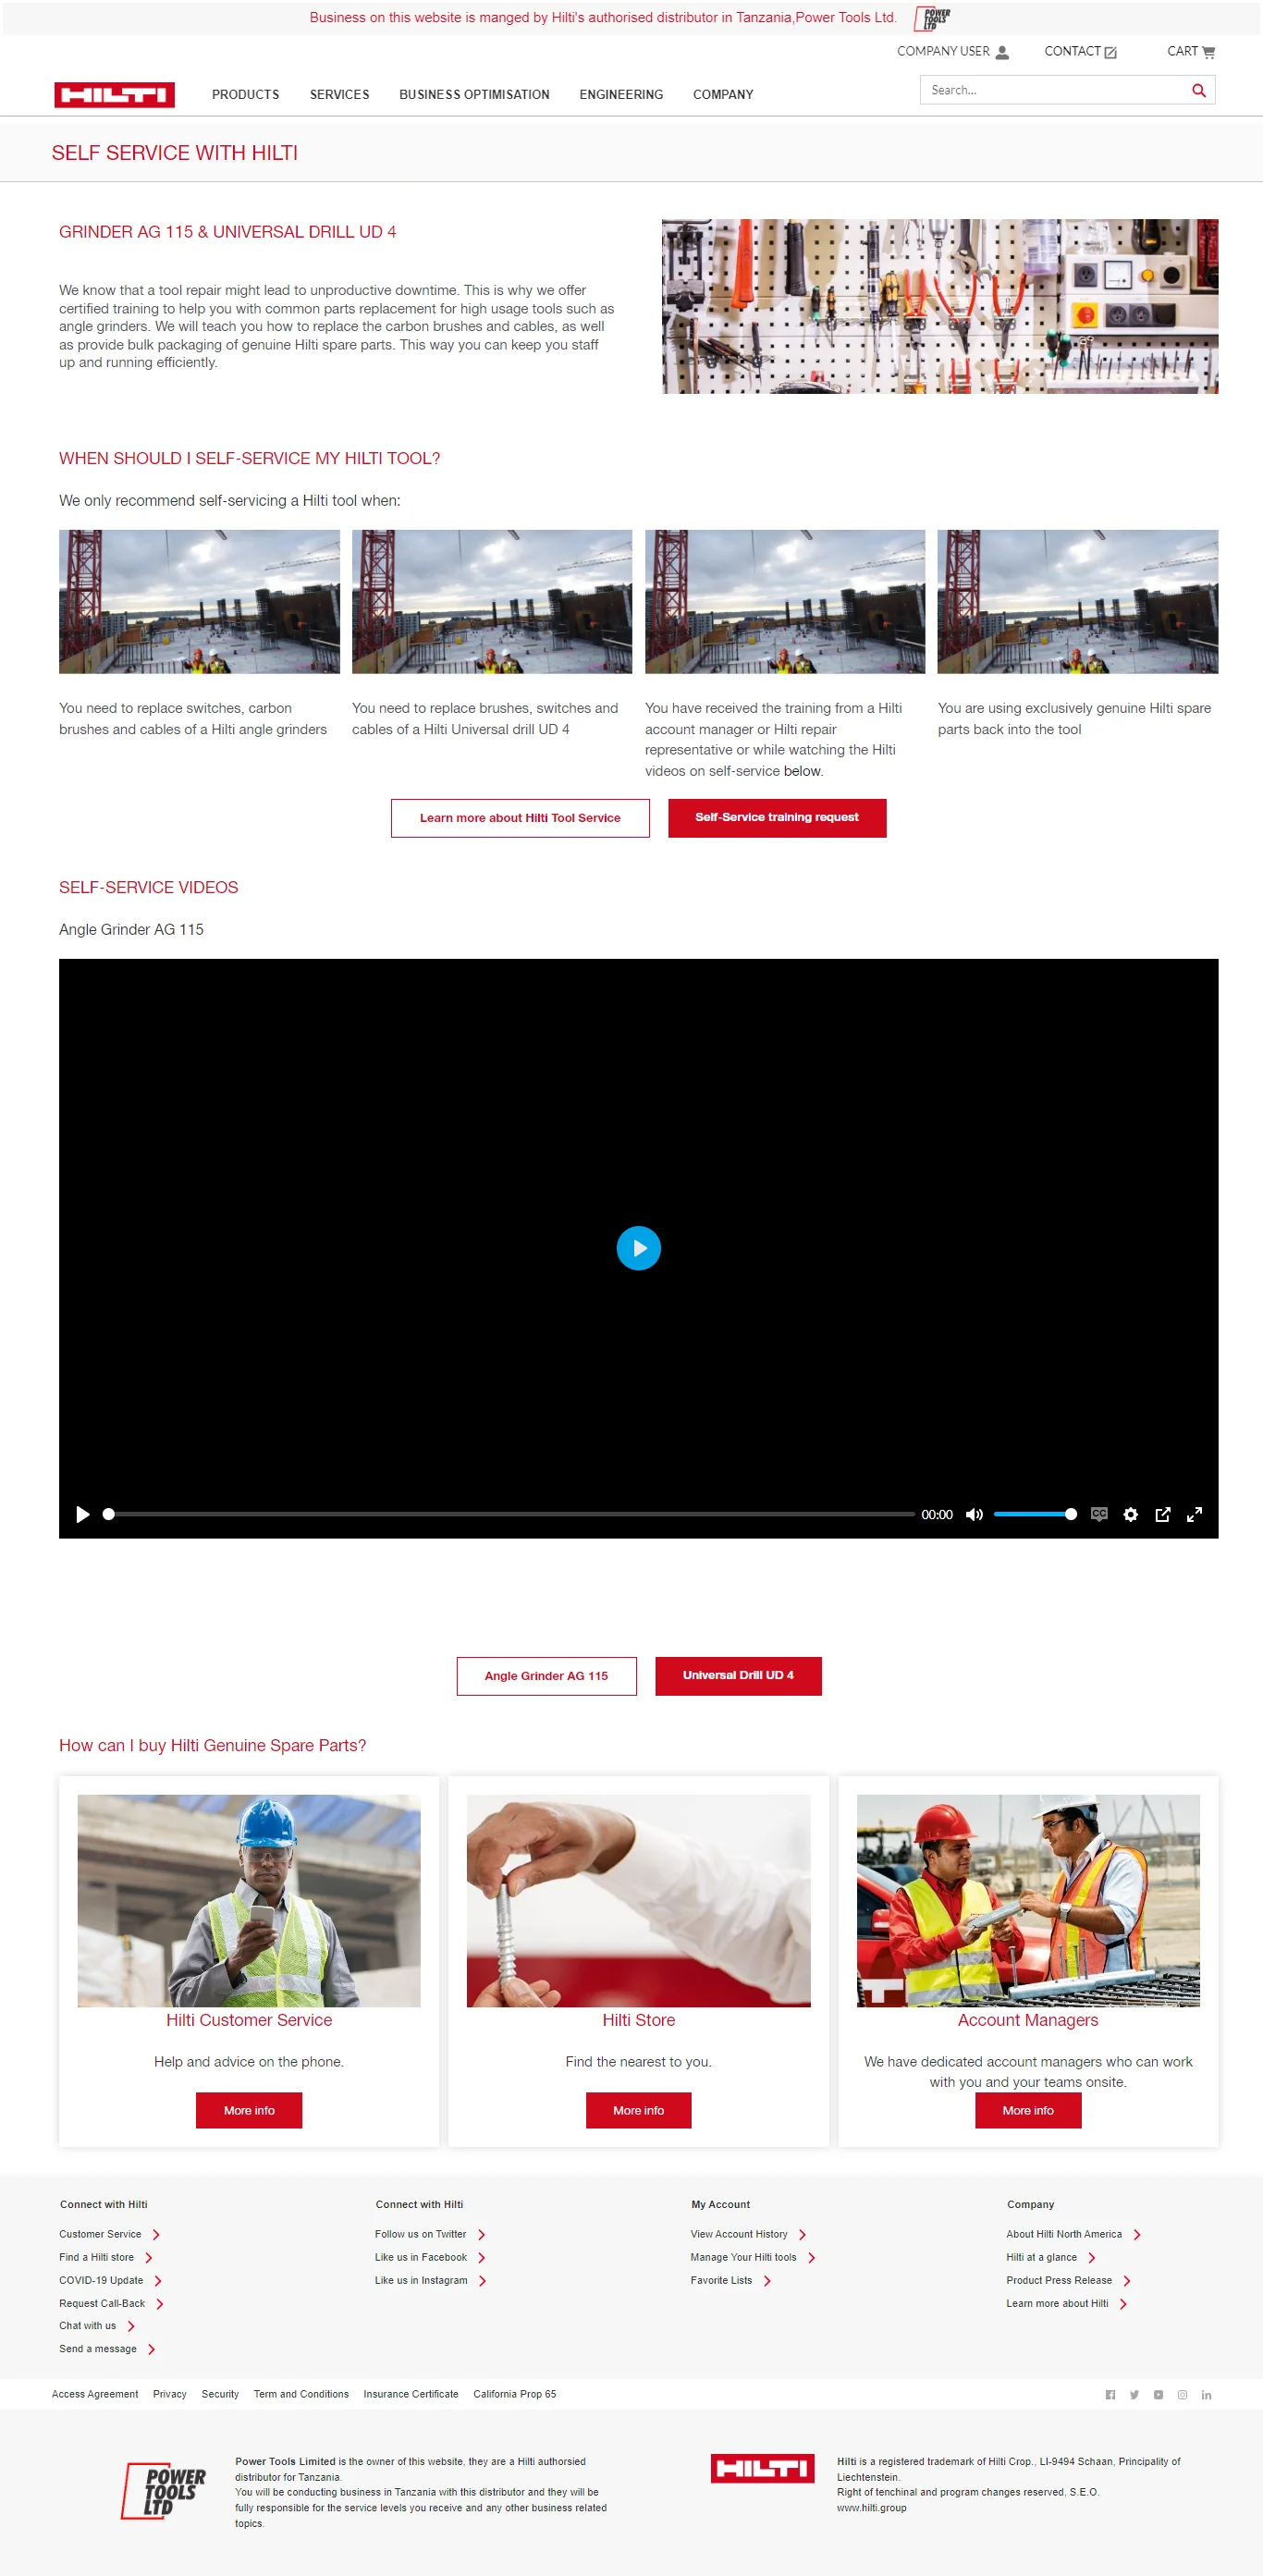 Business on this website is manged by Hilti's authorised distributor in Tanzania,Power Tools Ltd.
POWER
TOOLS
LTD
COMPANY USER
CONTACT
CART
HILTI
PRODUCTS
SERVICES
BUSINESS OPTIMISATION
ENGINEERING
COMPANY
Search...
SELF SERVICE WITH HILTI
GRINDER AG 115 & UNIVERSAL DRILL UD 4
We know that a tool repair might lead to unproductive downtime. This is why we offer
certified training to help you with common parts replacement for high usage tools such as
angle grinders. We will teach you how to replace the carbon brushes and cables, as well
as provide bulk packaging of genuine Hilti spare parts. This way you can keep you staff
up and running efficiently.
WHEN SHOULD I SELF-SERVICE MY HILTI TOOL?
We only recommend self-servicing a Hilti tool when:
You need to replace switches, carbon
brushes and cables of a Hilti angle grinders
You need to replace brushes, switches and
cables of a Hilti Universal drill UD 4
You have received the training from a Hilti
account manager or Hilti repair
representative or while watching the Hilti
videos on self-service below.
You are using exclusively genuine Hilti spare
parts back into the tool
Learn more about Hilti Tool Service
Self-Service training request
SELF-SERVICE VIDEOS
Angle Grinder AG 115
00:00
CC
Angle Grinder AG 115
Universal Drill UD 4
How can I buy Hilti Genuine Spare Parts?
Hilti Customer Service
Help and advice on the phone.
More info
Hilti Store
Find the nearest to you.
More info
Account Managers
We have dedicated account managers who can work
with you and your teams onsite.
More info
Connect with Hilti
Customer Service
Find a Hilti store
COVID-19 Update
Request Call-Back
Chat with us
Send a message
Connect with Hilti
Follow us on Twitter
Like us in Facebook
Like us in Instagram
My Account
View Account History
Manage Your Hilti tools
Favorite Lists
Company
About Hilti North America
Hilti at a glance
Product Press Release
Learn more about Hilti
Access Agreement
Privacy
Security
Term and Conditions
Insurance Certificate
California Prop 65
POWER
TOOLS
LTD
Power Tools Limited is the owner of this website, they are a Hilti authorsied
distributor for Tanzania.
You will be conducting business in Tanzania with this distributor and they will be
fully responsible for the service levels you receive and any other business related
topics.
HILTI
Hilti is a registered trademark of Hilti Crop., LI-9494 Schaan, Principality of
Liechtenstein.
Right of tenchinal and program changes reserved, S.E.O.
www.hilti.group